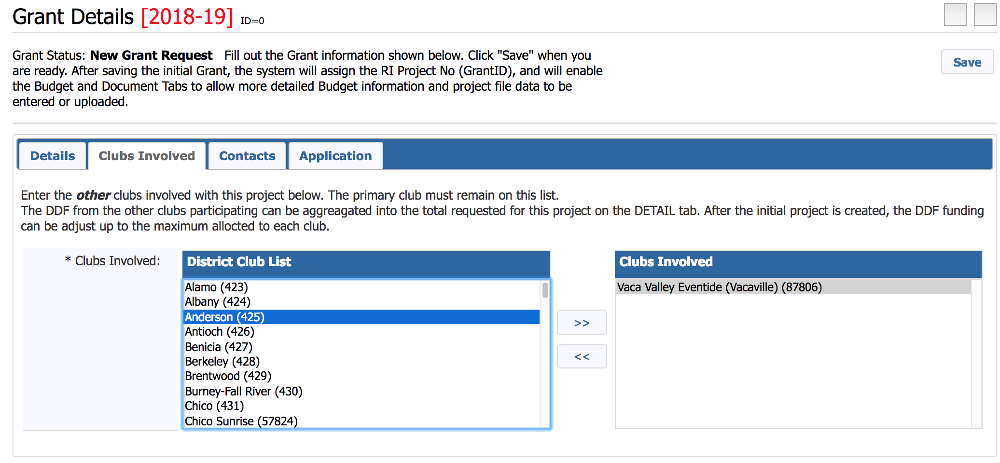 Grant Details [2018-19] ID=0
Grant Status: New Grant Request Fill out the Grant information shown below. Click "Save" when you
are ready. After saving the initial Grant, the system will assign the RI Project No (GrantID), and will enable
the Budget and Document Tabs to allow more detailed Budget information and project file data to be
entered or uploaded.
Save
Details Clubs Involved Contacts Application
Enter the other clubs involved with this project below. The primary club must remain on this list.
The DDF from the other clubs participating can be aggreagated into the total requested for this project on the DETAIL tab. After the initial project is created, the DDF funding
can be adjust up to the maximum allocted to each club.
* Clubs Involved:
District Club List
Alamo (423)
Albany (424)
Anderson (425)
Antioch (426)
Benicia (427)
Berkeley (428)
Brentwood (429)
Burney-Fall River (430)
Chico (431)
Chico Sunrise (57824)
>>
<<
Clubs Involved
Vaca Valley Eventide (Vacaville) (87806)